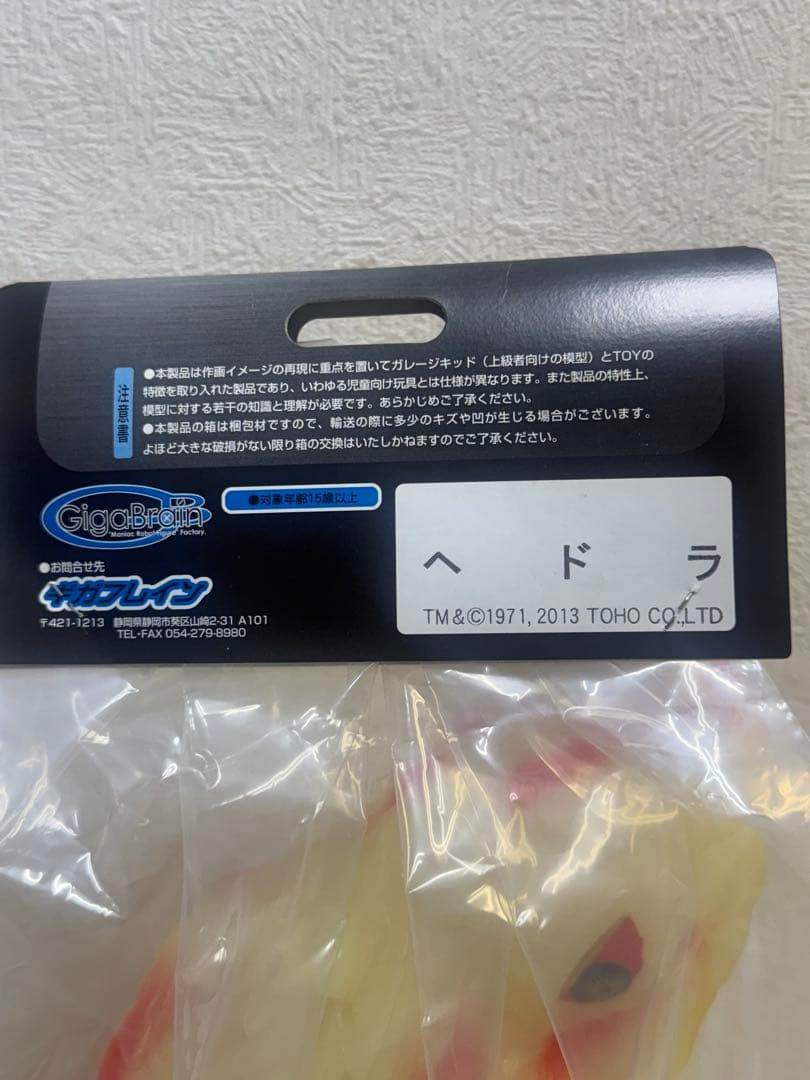 注意書
●本製品は作画イメージの再現に重点を置いてガレージキッド（上級者向けの模型）とTOYの
特徴を取り入れた製品であり、いわゆる児童向け玩具とは仕様が異なります。また製品の特性上、
模型に対する若干の知識と理解が必要です。あらかじめご了承ください。
●本製品の箱は梱包材ですので、輸送の際に多少のキズや凹が生じる場合がございます。
よほど大きな破損がない限り箱の交換はいたしかねますのでご了承ください。
GigaBrain
"Maniac Robot Figure" Factory.
●対象年齢15歳以上
●お問合せ先
ギガブレイン
〒421-1213 静岡県静岡市葵区山崎2-31 A101
TEL・FAX 054-279-8980
ヘドラ
TM&©1971, 2013 TOHO CO.,LTD